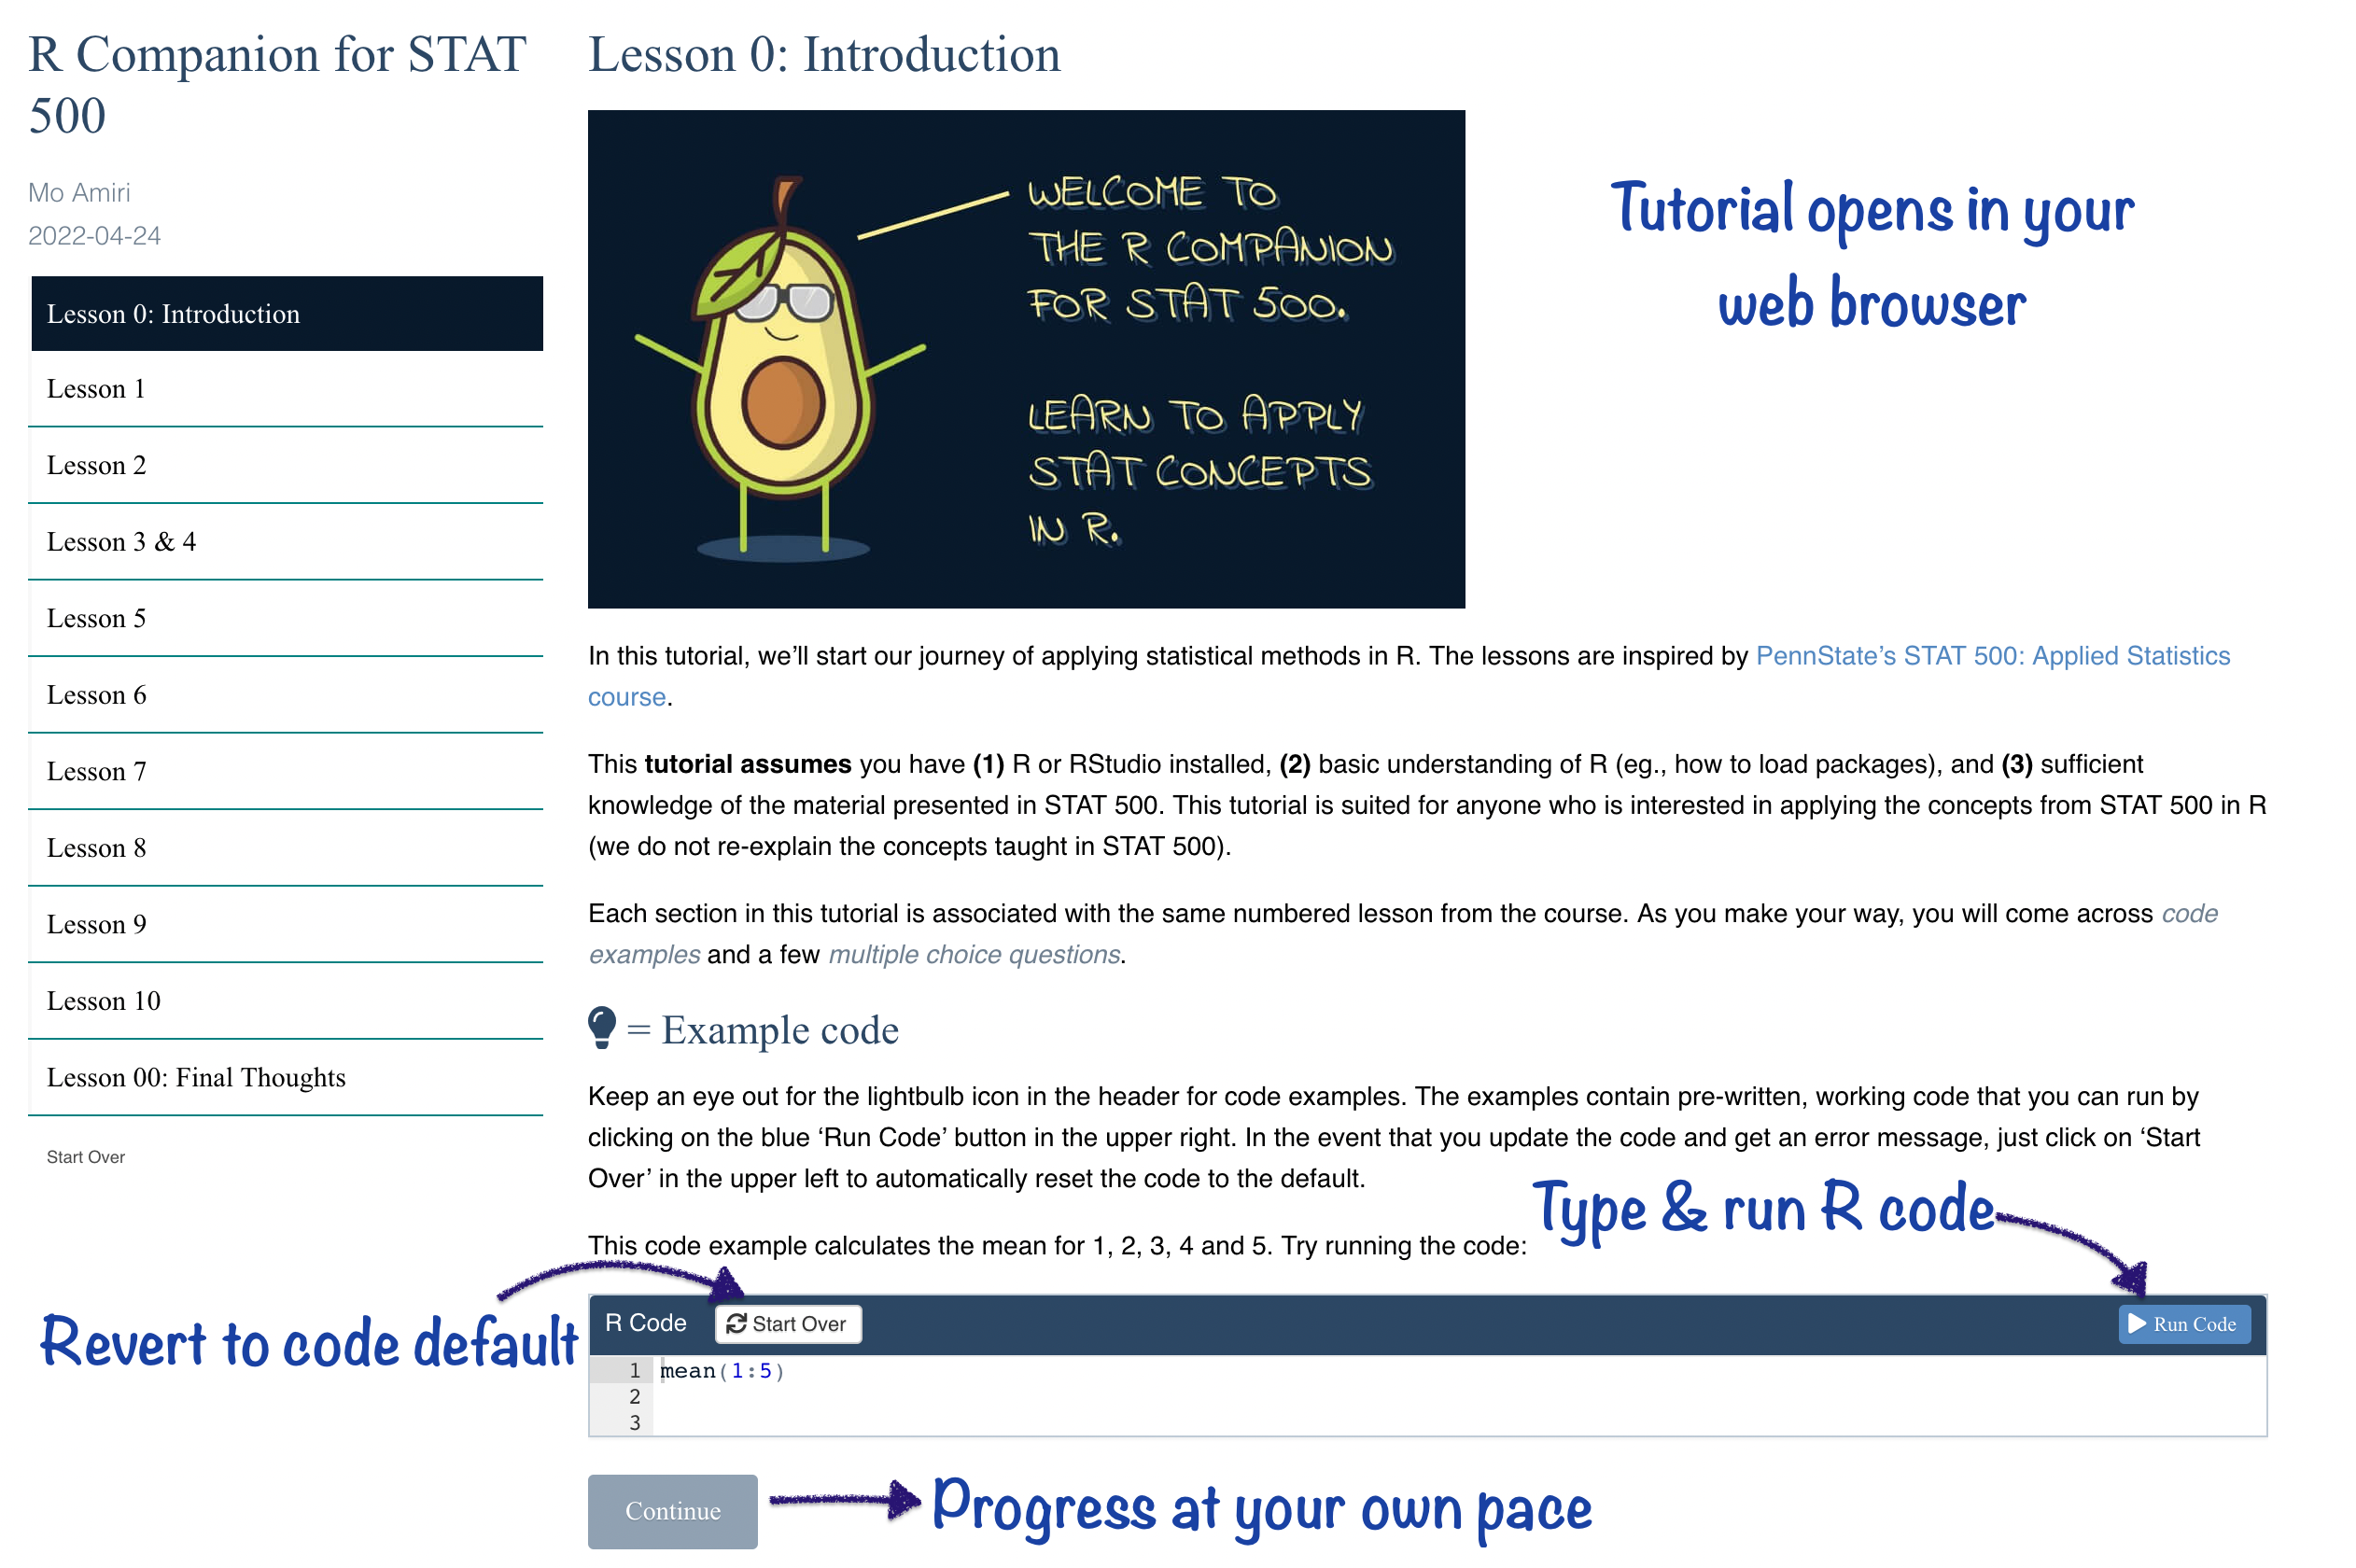 R Companion for STAT
500
Mo Amiri
2022-04-24
Lesson 0: Introduction
Lesson 1
Lesson 2
Lesson 3 & 4
Lesson 5
Lesson 6
Lesson 7
Lesson 8
Lesson 9
Lesson 10
Lesson 00: Final Thoughts
Start Over
Lesson 0: Introduction
WELCOME TO
THE R COMPANION
FOR STAT 500.
LEARN TO APPLY
STAT CONCEPTS
IN R.
Tutorial opens in your
web browser
In this tutorial, we’ll start our journey of applying statistical methods in R. The lessons are inspired by PennState’s STAT 500: Applied Statistics
course.
This tutorial assumes you have (1) R or RStudio installed, (2) basic understanding of R (eg., how to load packages), and (3) sufficient
knowledge of the material presented in STAT 500. This tutorial is suited for anyone who is interested in applying the concepts from STAT 500 in R
(we do not re-explain the concepts taught in STAT 500).
Each section in this tutorial is associated with the same numbered lesson from the course. As you make your way, you will come across code
examples and a few multiple choice questions.
= Example code
Keep an eye out for the lightbulb icon in the header for code examples. The examples contain pre-written, working code that you can run by
clicking on the blue ‘Run Code’ button in the upper right. In the event that you update the code and get an error message, just click on ‘Start
Over’ in the upper left to automatically reset the code to the default.
Type & run R code
This code example calculates the mean for 1, 2, 3, 4 and 5. Try running the code:
Revert to code default
R Code Start Over Run Code
1 mean(1:5)
2
3
Continue
Progress at your own pace